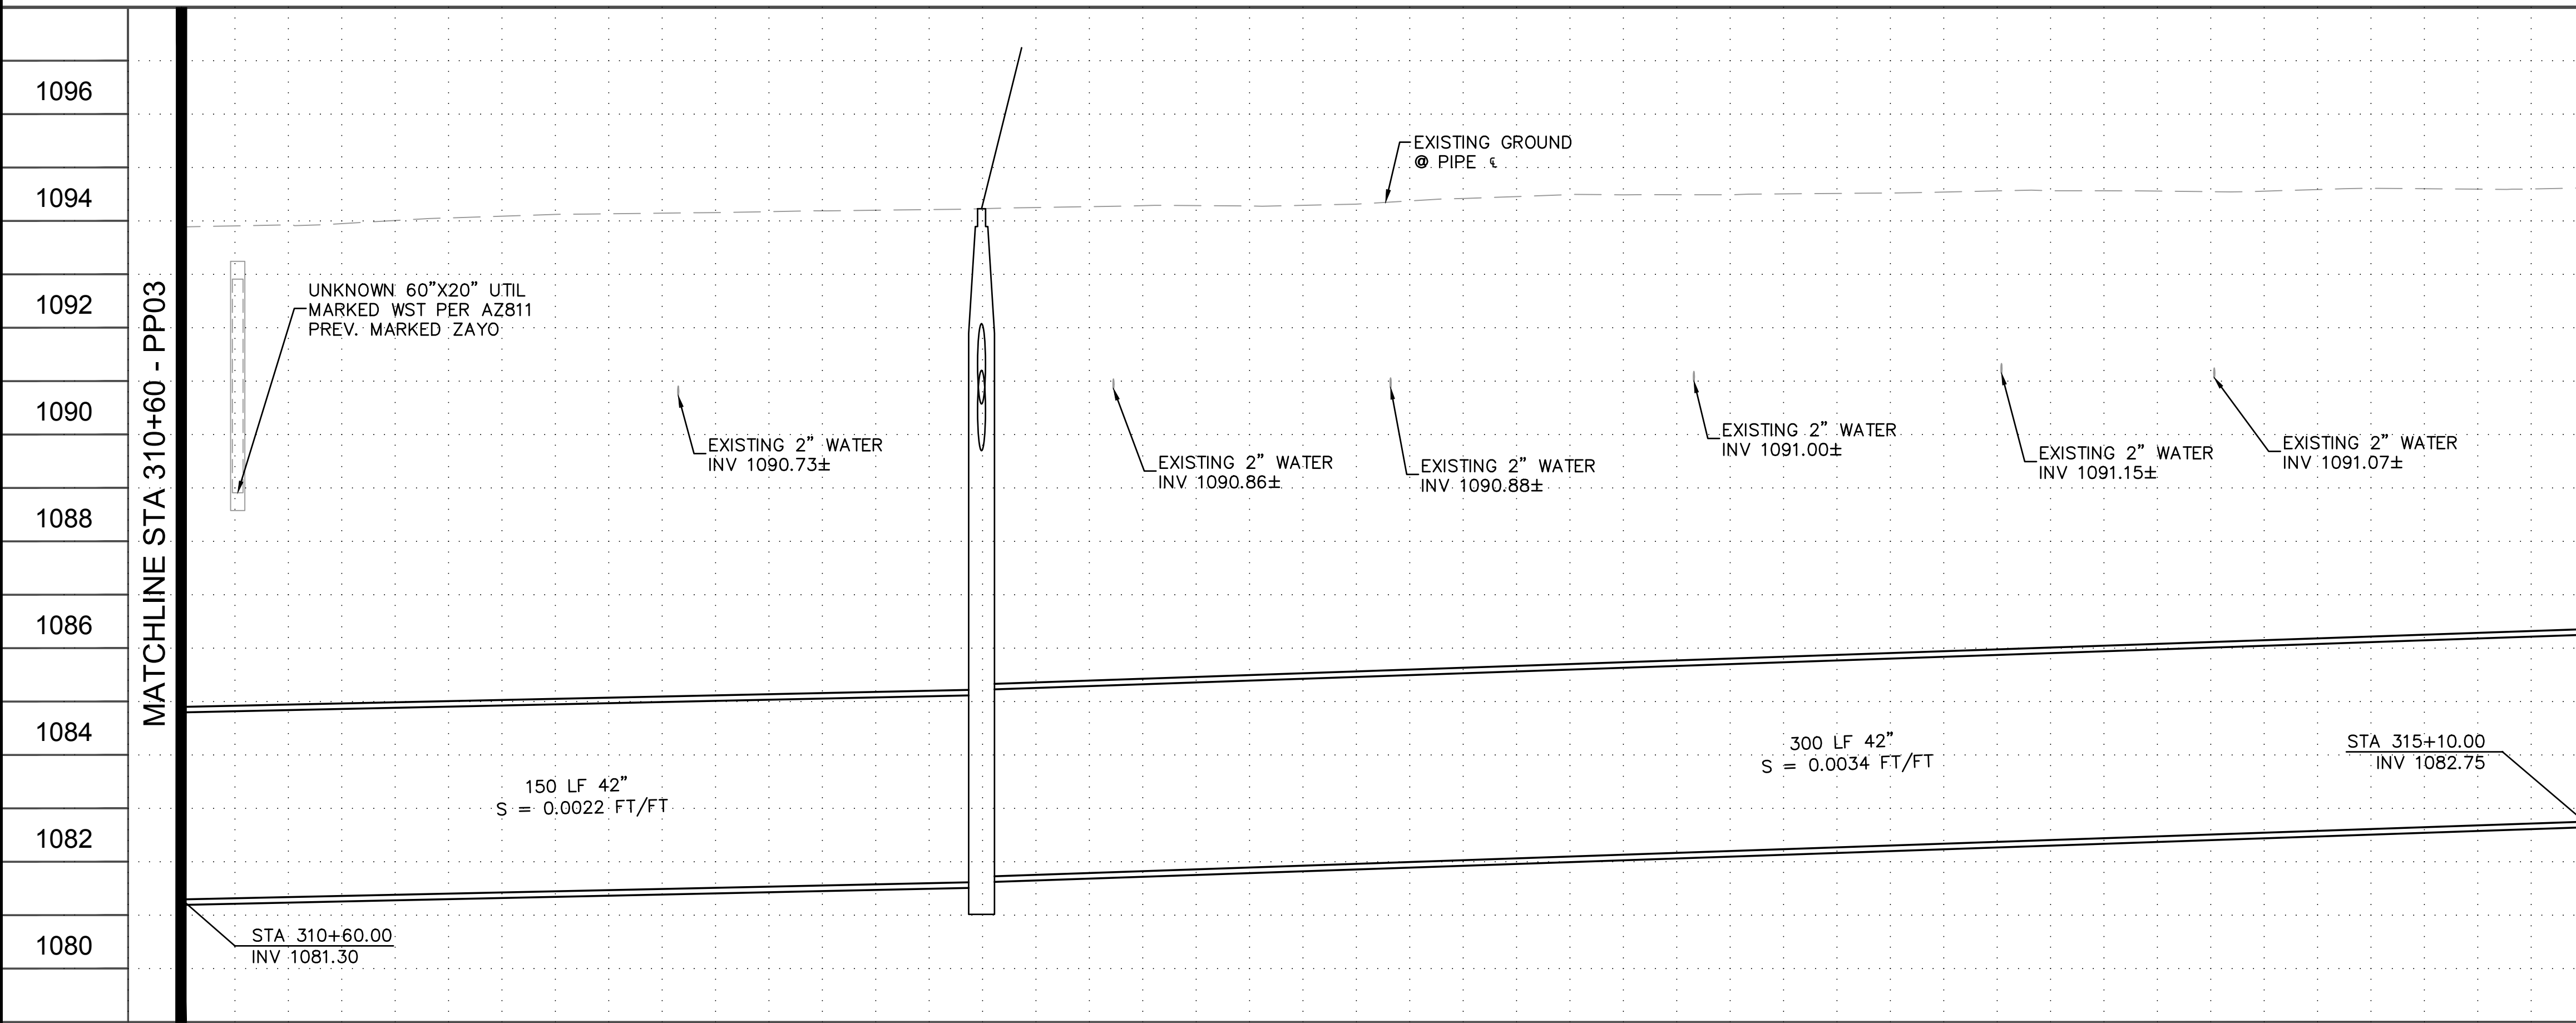 1096
1094
1092
1090
1088
1086
1084
1082
1080
MATCHLINE STA 310+60 - PP03
UNKNOWN 60"X20" UTIL
MARKED WST PER AZ811
PREV. MARKED ZAYO
EXISTING GROUND
@ PIPE ℄
EXISTING 2" WATER
INV 1090.73±
EXISTING 2" WATER
INV 1090.86±
EXISTING 2" WATER
INV 1090.88±
EXISTING 2" WATER
INV 1091.00±
EXISTING 2" WATER
INV 1091.15±
EXISTING 2" WATER
INV 1091.07±
150 LF 42"
S = 0.0022 FT/FT
300 LF 42"
S = 0.0034 FT/FT
STA 315+10.00
INV 1082.75
STA 310+60.00
INV 1081.30